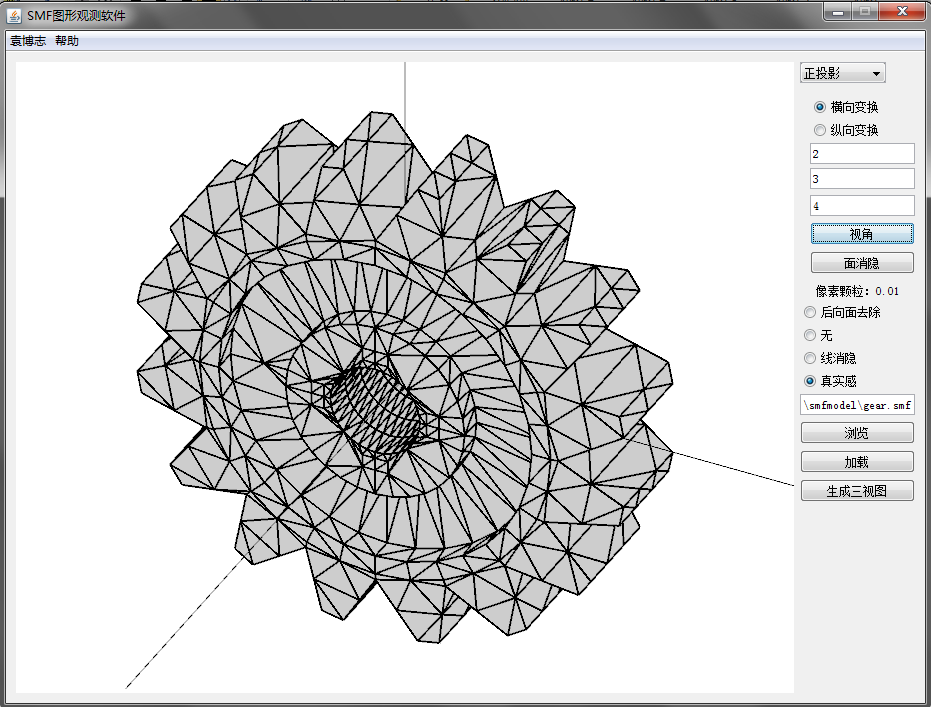 SMF图形观测软件
袁博志 帮助
正投影
横向变换
纵向变换
2
3
4
视角
面消隐
像素颗粒：0.01
后向面去除
无
线消隐
真实感
\smfmodel\gear.smf
浏览
加载
生成三视图